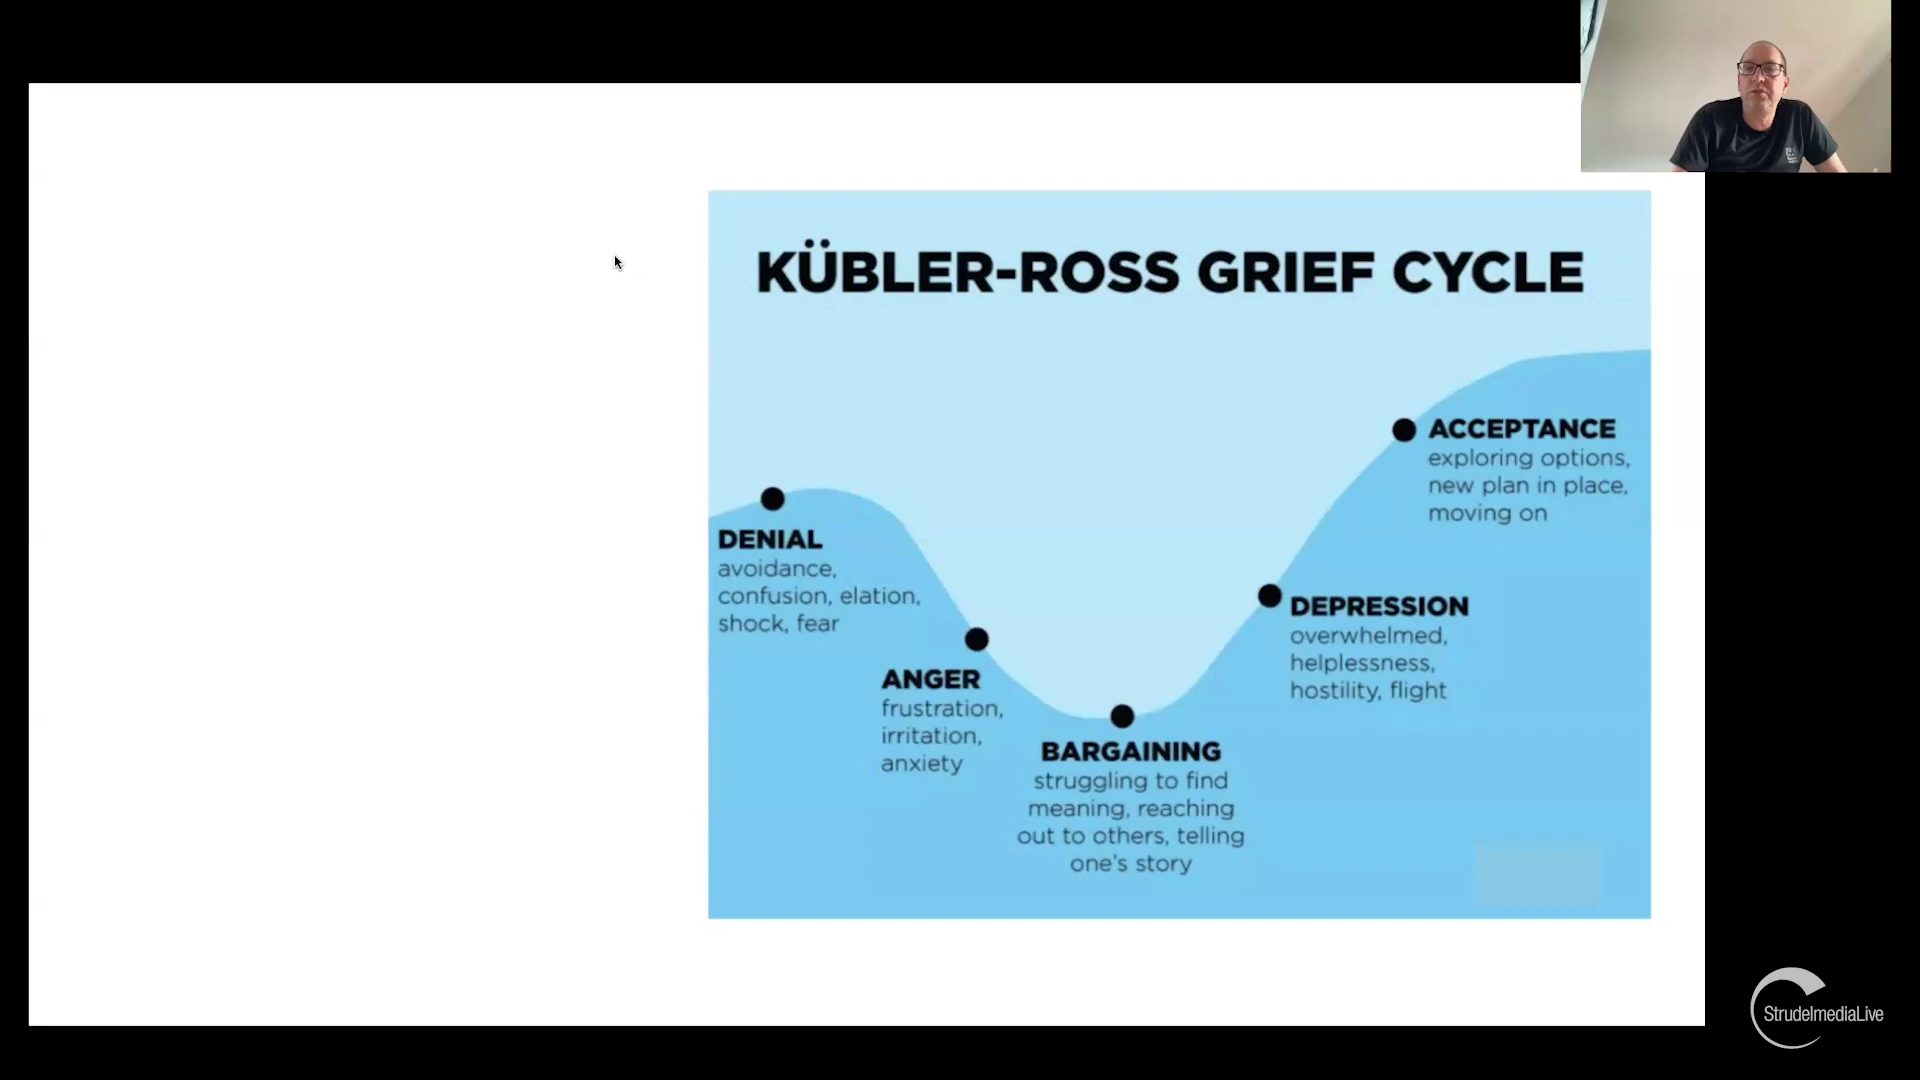 KÜBLER-ROSS GRIEF CYCLE
DENIAL
avoidance,
confusion, elation,
shock, fear
ANGER
frustration,
irritation,
anxiety
BARGAINING
struggling to find
meaning, reaching
out to others, telling
one's story
DEPRESSION
overwhelmed,
helplessness,
hostility, flight
ACCEPTANCE
exploring options,
new plan in place,
moving on
StrudelmediaLive